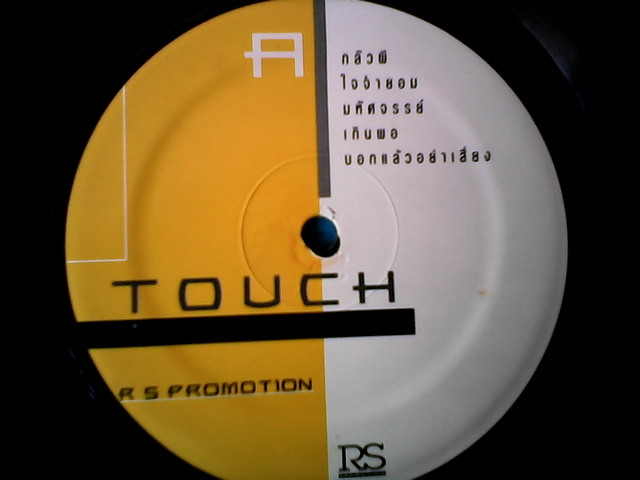 A
กลัวผี
ใจง่ายยอม
มหัศจรรย์
เกินพอ
บอกแล้วอย่าเสี่ยง
TOUCH
R S PROMOTION
RS